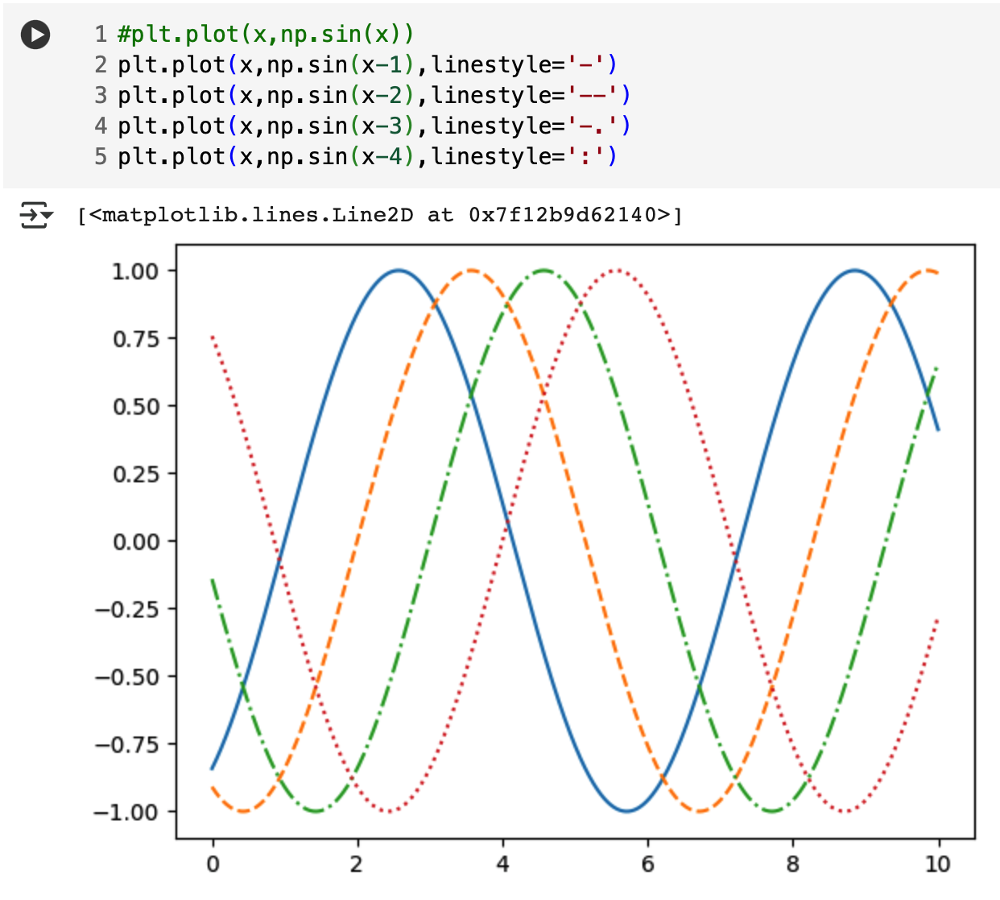 1 #plt.plot(x,np.sin(x))
2 plt.plot(x,np.sin(x-1),linestyle='-')
3 plt.plot(x,np.sin(x-2),linestyle='--')
4 plt.plot(x,np.sin(x-3),linestyle='-.')
5 plt.plot(x,np.sin(x-4),linestyle=':')
[<matplotlib.lines.Line2D at 0x7f12b9d62140>]
1.00
0.75
0.50
0.25
0.00
−0.25
−0.50
−0.75
−1.00
0 2 4 6 8 10